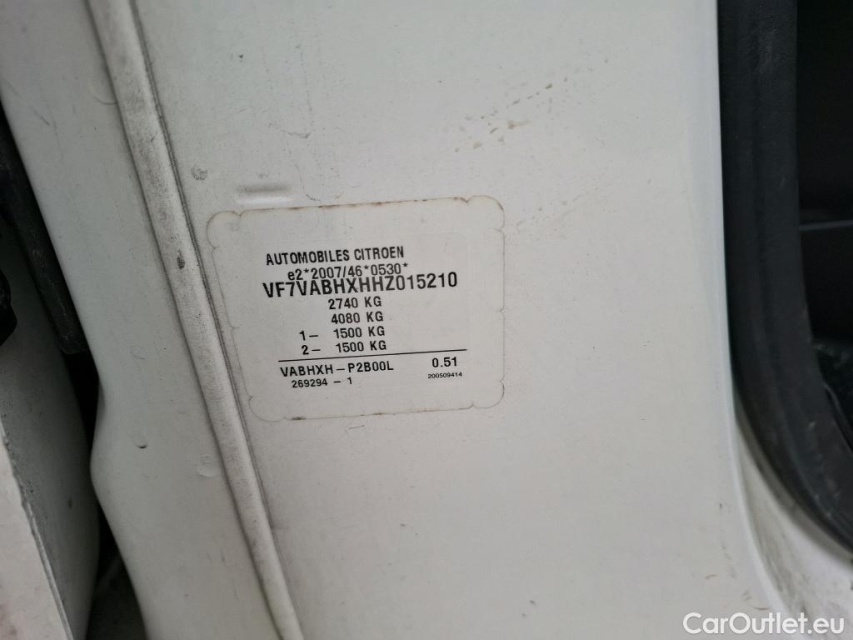 AUTOMOBILES CITROEN
e2*2007/46*0530*
VF7VABHXHHZ015210
2740 KG
4080 KG
1- 1500 KG
2- 1500 KG
VABHXH-P2B00L 0.51
269294-1 200509414
CarOutlet.eu